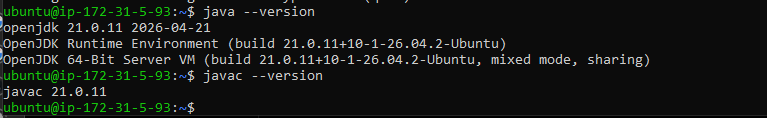 ubuntu@ip-172-31-5-93:~$ java --version
openjdk 21.0.11 2026-04-21
OpenJDK Runtime Environment (build 21.0.11+10-1-26.04.2-Ubuntu)
OpenJDK 64-Bit Server VM (build 21.0.11+10-1-26.04.2-Ubuntu, mixed mode, sharing)
ubuntu@ip-172-31-5-93:~$ javac --version
javac 21.0.11
ubuntu@ip-172-31-5-93:~$